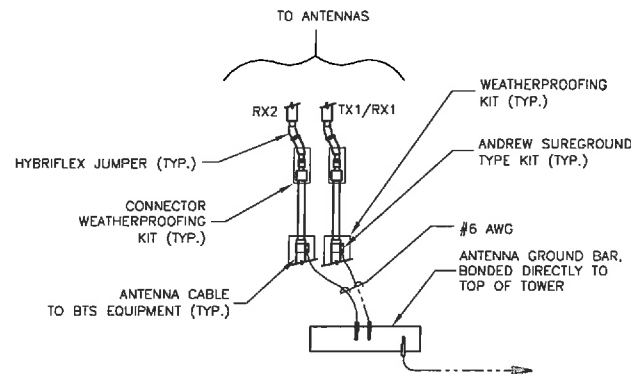 TO ANTENNAS
RX2
TX1/RX1
WEATHERPROOFING
KIT (TYP.)
HYBRIFLEX JUMPER (TYP.)
ANDREW SUREGROUND
TYPE KIT (TYP.)
CONNECTOR
WEATHERPROOFING
KIT (TYP.)
#6 AWG
ANTENNA CABLE
TO BTS EQUIPMENT (TYP.)
ANTENNA GROUND BAR,
BONDED DIRECTLY TO
TOP OF TOWER